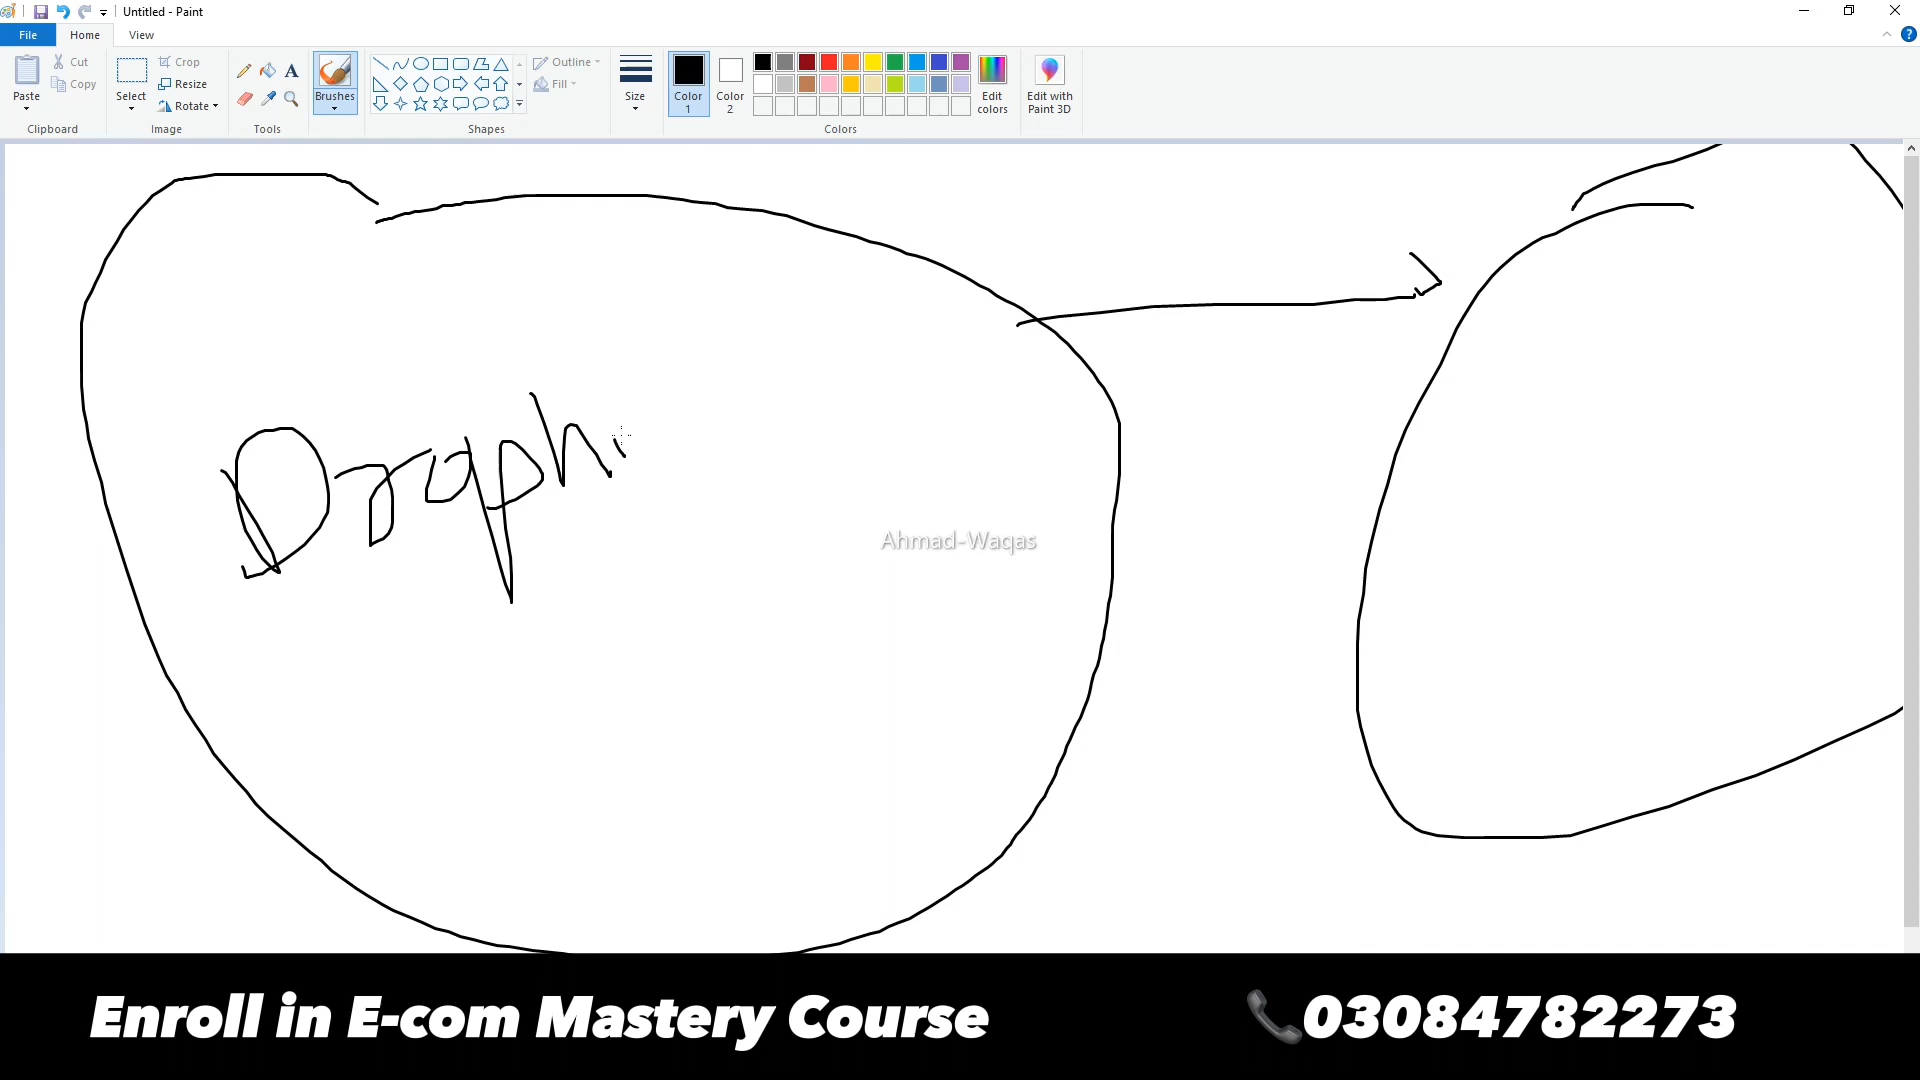 Untitled - Paint
File Home View
Paste
Cut
Copy
Clipboard
Select
Crop
Resize
Rotate
Image
Tools
Brushes
Shapes
Outline
Fill
Size
Color 1
Color 2
Edit colors
Colors
Edit with Paint 3D
Draphi
Ahmad-Waqas
Enroll in E-com Mastery Course 03084782273